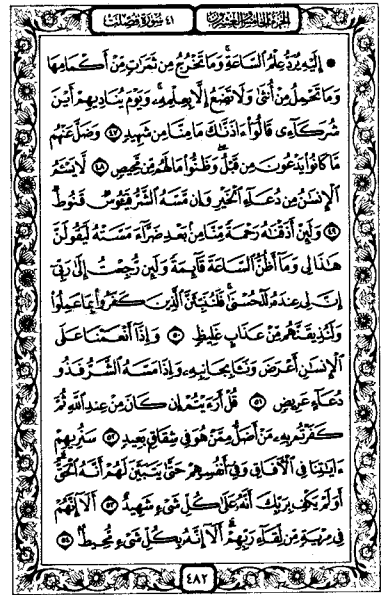 الجزء الخامس والعشرون ٤١ سورة فصلت
۞ إِلَيْهِ يُرَدُّ عِلْمُ السَّاعَةِ وَمَا تَخْرُجُ مِن ثَمَرَاتٍ مِّنْ أَكْمَامِهَا
وَمَا تَحْمِلُ مِنْ أُنثَىٰ وَلَا تَضَعُ إِلَّا بِعِلْمِهِ وَيَوْمَ يُنَادِيهِمْ أَيْنَ
شُرَكَاءِي قَالُوا ءَاذَنَّاكَ مَا مِنَّا مِن شَهِيدٍ ٤٧ وَضَلَّ عَنْهُم
مَّا كَانُوا يَدْعُونَ مِن قَبْلُ وَظَنُّوا مَا لَهُم مِّن مَّحِيصٍ ٤٨ لَّا يَسْـَٔمُ
الْإِنسَانُ مِن دُعَاءِ الْخَيْرِ وَإِن مَّسَّهُ الشَّرُّ فَيَـُٔوسٌ قَنُوطٌ
٤٩ وَلَئِنْ أَذَقْنَاهُ رَحْمَةً مِّنَّا مِن بَعْدِ ضَرَّاءَ مَسَّتْهُ لَيَقُولَنَّ
هَٰذَا لِي وَمَا أَظُنُّ السَّاعَةَ قَائِمَةً وَلَئِن رُّجِعْتُ إِلَىٰ رَبِّي
إِنَّ لِي عِندَهُ لَلْحُسْنَىٰ فَلَنُنَبِّئَنَّ الَّذِينَ كَفَرُوا بِمَا عَمِلُوا
وَلَنُذِيقَنَّهُم مِّنْ عَذَابٍ غَلِيظٍ ٥٠ وَإِذَا أَنْعَمْنَا عَلَى
الْإِنسَانِ أَعْرَضَ وَنَـَٔا بِجَانِبِهِ وَإِذَا مَسَّهُ الشَّرُّ فَذُو
دُعَاءٍ عَرِيضٍ ٥١ قُلْ أَرَءَيْتُمْ إِن كَانَ مِنْ عِندِ اللَّهِ ثُمَّ
كَفَرْتُم بِهِ مَنْ أَضَلُّ مِمَّنْ هُوَ فِي شِقَاقٍ بَعِيدٍ ٥٢ سَنُرِيهِمْ
ءَايَاتِنَا فِي الْآفَاقِ وَفِي أَنفُسِهِمْ حَتَّىٰ يَتَبَيَّنَ لَهُمْ أَنَّهُ الْحَقُّ
أَوَلَمْ يَكْفِ بِرَبِّكَ أَنَّهُ عَلَىٰ كُلِّ شَيْءٍ شَهِيدٌ ٥٣ أَلَا إِنَّهُمْ
فِي مِرْيَةٍ مِّن لِّقَاءِ رَبِّهِمْ أَلَا إِنَّهُ بِكُلِّ شَيْءٍ مُّحِيطٌ ٥٤
٤٨٢